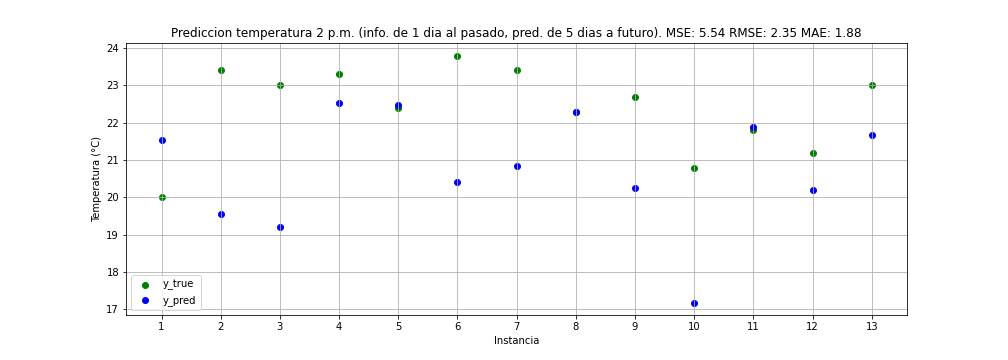 Prediccion temperatura 2 p.m. (info. de 1 dia al pasado, pred. de 5 dias a futuro). MSE: 5.54 RMSE: 2.35 MAE: 1.88
24
23
22
21
20
19
18
17
Temperatura (°C)
y_true
y_pred
1 2 3 4 5 6 7 8 9 10 11 12 13
Instancia